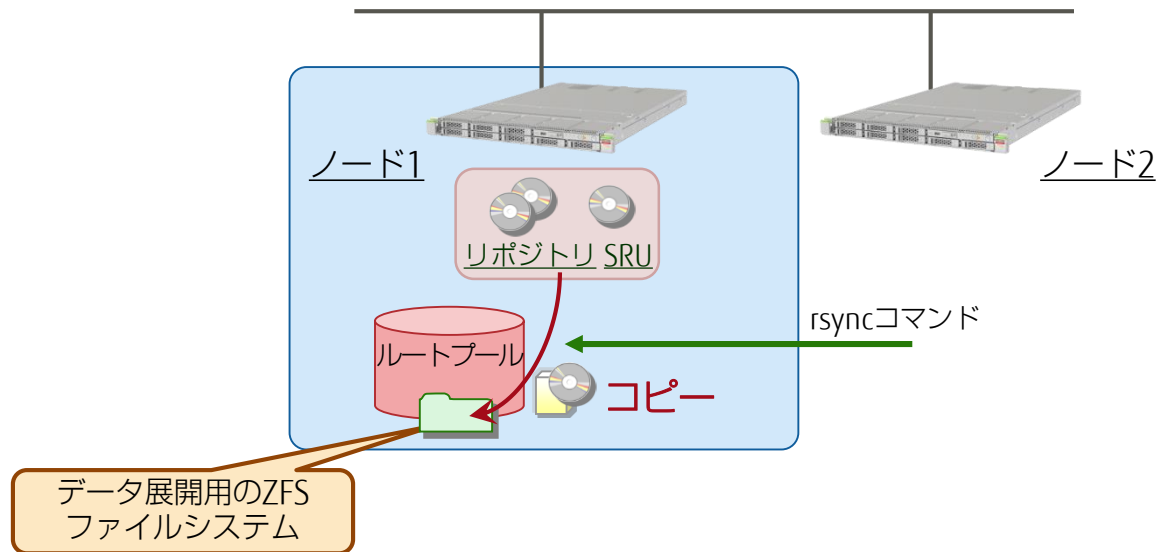 ノード1
ノード2
リポジトリ SRU
rsyncコマンド
ルートプール
コピー
データ展開用のZFS
ファイルシステム